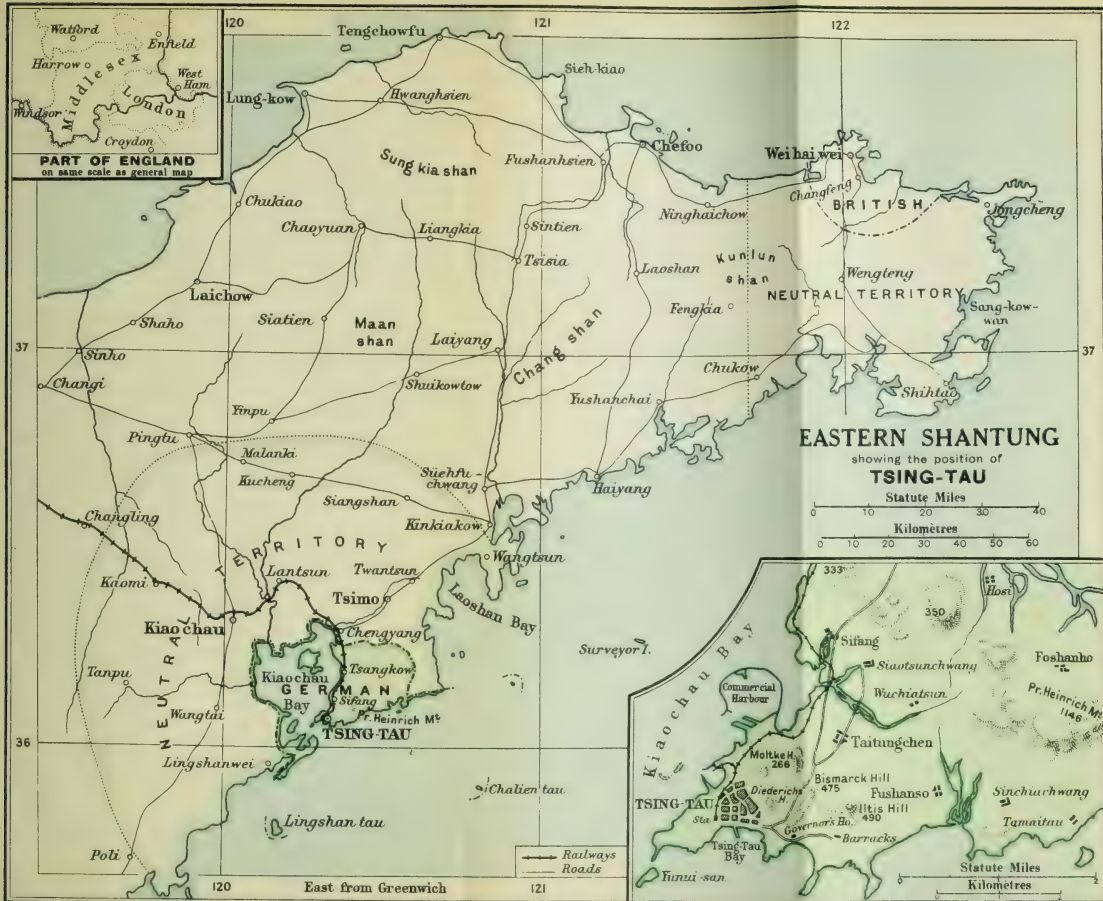 120
121
122
Watford
Enfield
Harrow
Middlesex
West
Ham
London
Windsor
Croydon
PART OF ENGLAND
on same scale as general map
Tengchowfu
Sieh-kiao
Lung-kow
Hwanghsien
Chefoo
Weihaiwei
Sung kia shan
Fushanhsien
Changfeng
BRITISH
Jongcheng
Chukiao
Ninghaichow
Chaoyuan
Liangkia
Sintien
Tsisia
Laoshan
Kunlun
shan
Wengteng
NEUTRAL TERRITORY
Laichow
Fengkia
Sang-kow-
wan
Shaho
Siatien
Maan
shan
Laiyang
Chang shan
Sinho
37
37
Changi
Shuikowtow
Chukow
Shihtao
Yinpu
Yushanchai
Pingtu
Malanki
Kucheng
Süehfu-
chwang
Haiyang
EASTERN SHANTUNG
showing the position of
TSING-TAU
Statute Miles
0 10 20 30 40
Kilomètres
0 10 20 30 40 50 60
Siangshan
Kinkiakow
Changling
Wangtsun
NEUTRAL TERRITORY
Lantsun
Twantsun
Kaomi
Tsimo
Laoshan Bay
Kiaochau
Chengyang
Surveyor I.
Tanpu
Kiaochau
Bay
Tsangkow
GERMAN
Sifang
Pr. Heinrich Mt.
Wangtai
TSING-TAU
36
Lingshanwei
Chalien tau
Lingshan tau
Poli
Railways
Roads
120
East from Greenwich
121
333
Hosi
350
Sifang
Kiaochau Bay
Siaotsunchwang
Foshanho
Commercial
Harbour
Wuchiatsun
Pr. Heinrich Mt.
1146
Taitungchen
Moltke H.
266
Bismarck Hill
475
TSING-TAU
Diederichs
H.
Fushanso
Iltis Hill
490
Sta
Governor's Ho.
Barracks
Tamaitau
Tsing-Tau
Bay
Yunui-san
Statute Miles
Kilomètres
2